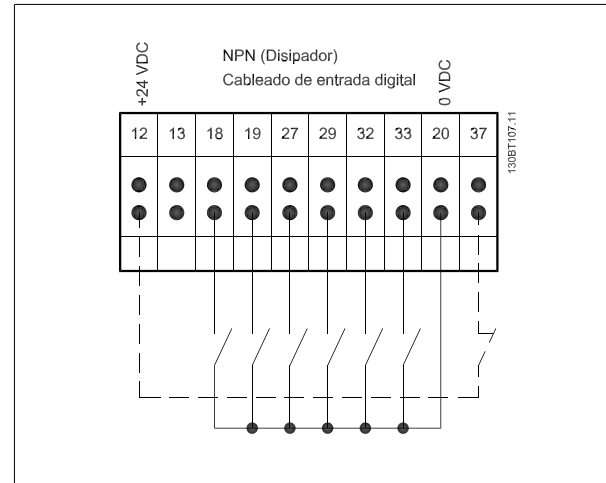 NPN (Disipador)
Cableado de entrada digital
+24 VDC
0 VDC
12 13 18 19 27 29 32 33 20 37
130BT107.11